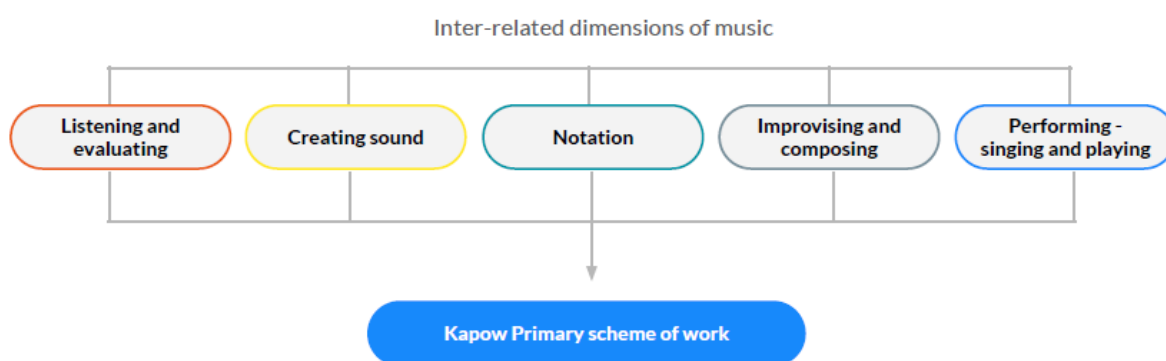 Inter-related dimensions of music
Listening and
evaluating
Creating sound
Notation
Improvising and
composing
Performing -
singing and playing
Kapow Primary scheme of work